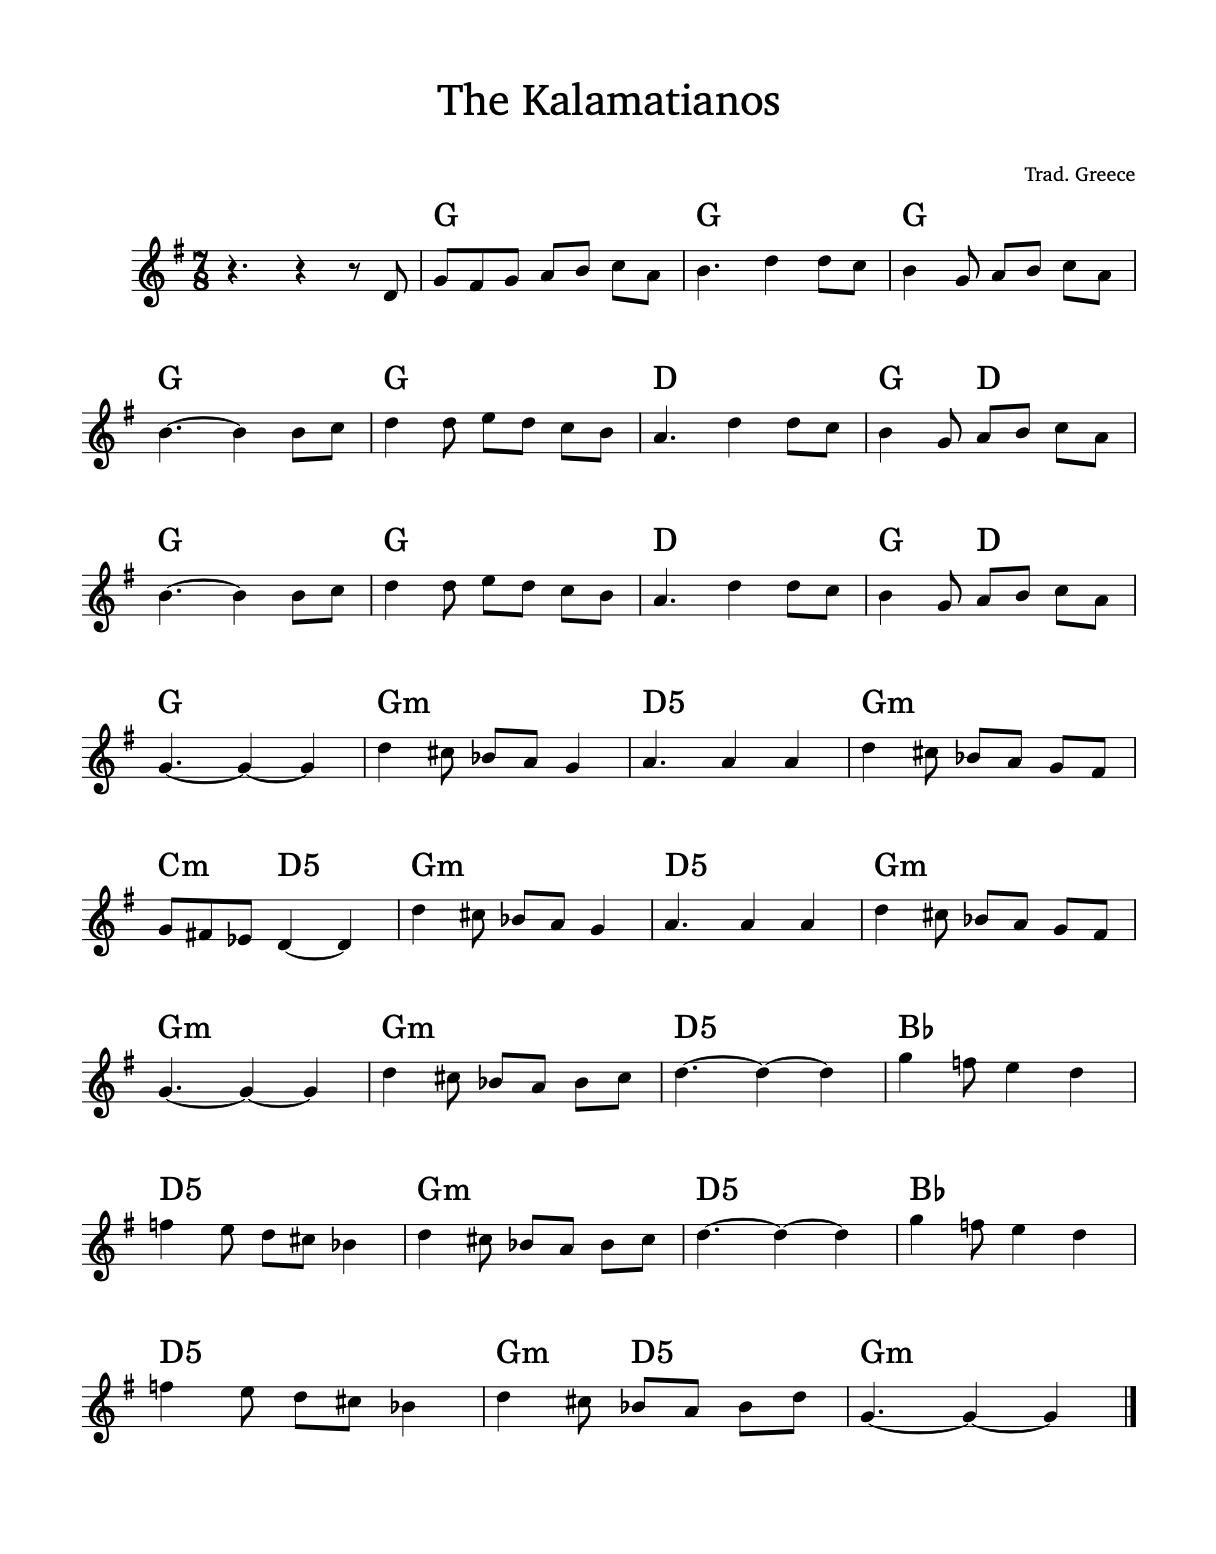 The Kalamatianos
Trad. Greece
G G G
7
8
G G D G D
G G D G D
G Gm D5 Gm
Cm D5 Gm D5 Gm
Gm Gm D5 B♭
D5 Gm D5 B♭
D5 Gm D5 Gm